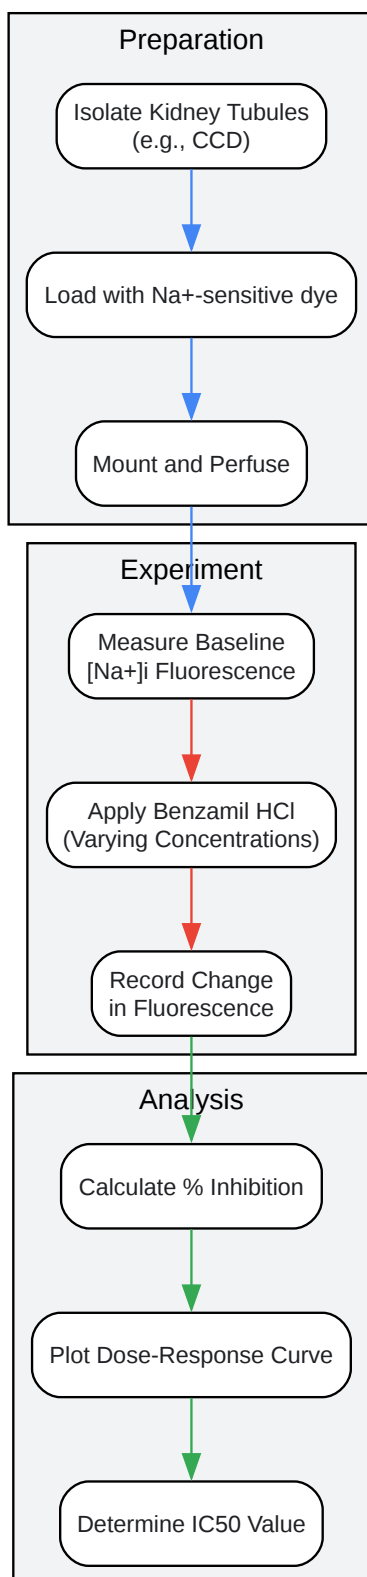 Preparation
Isolate Kidney Tubules
(e.g., CCD)
Load with Na+-sensitive dye
Mount and Perfuse
Experiment
Measure Baseline
[Na+]i Fluorescence
Apply Benzamil HCl
(Varying Concentrations)
Record Change
in Fluorescence
Analysis
Calculate % Inhibition
Plot Dose-Response Curve
Determine IC50 Value